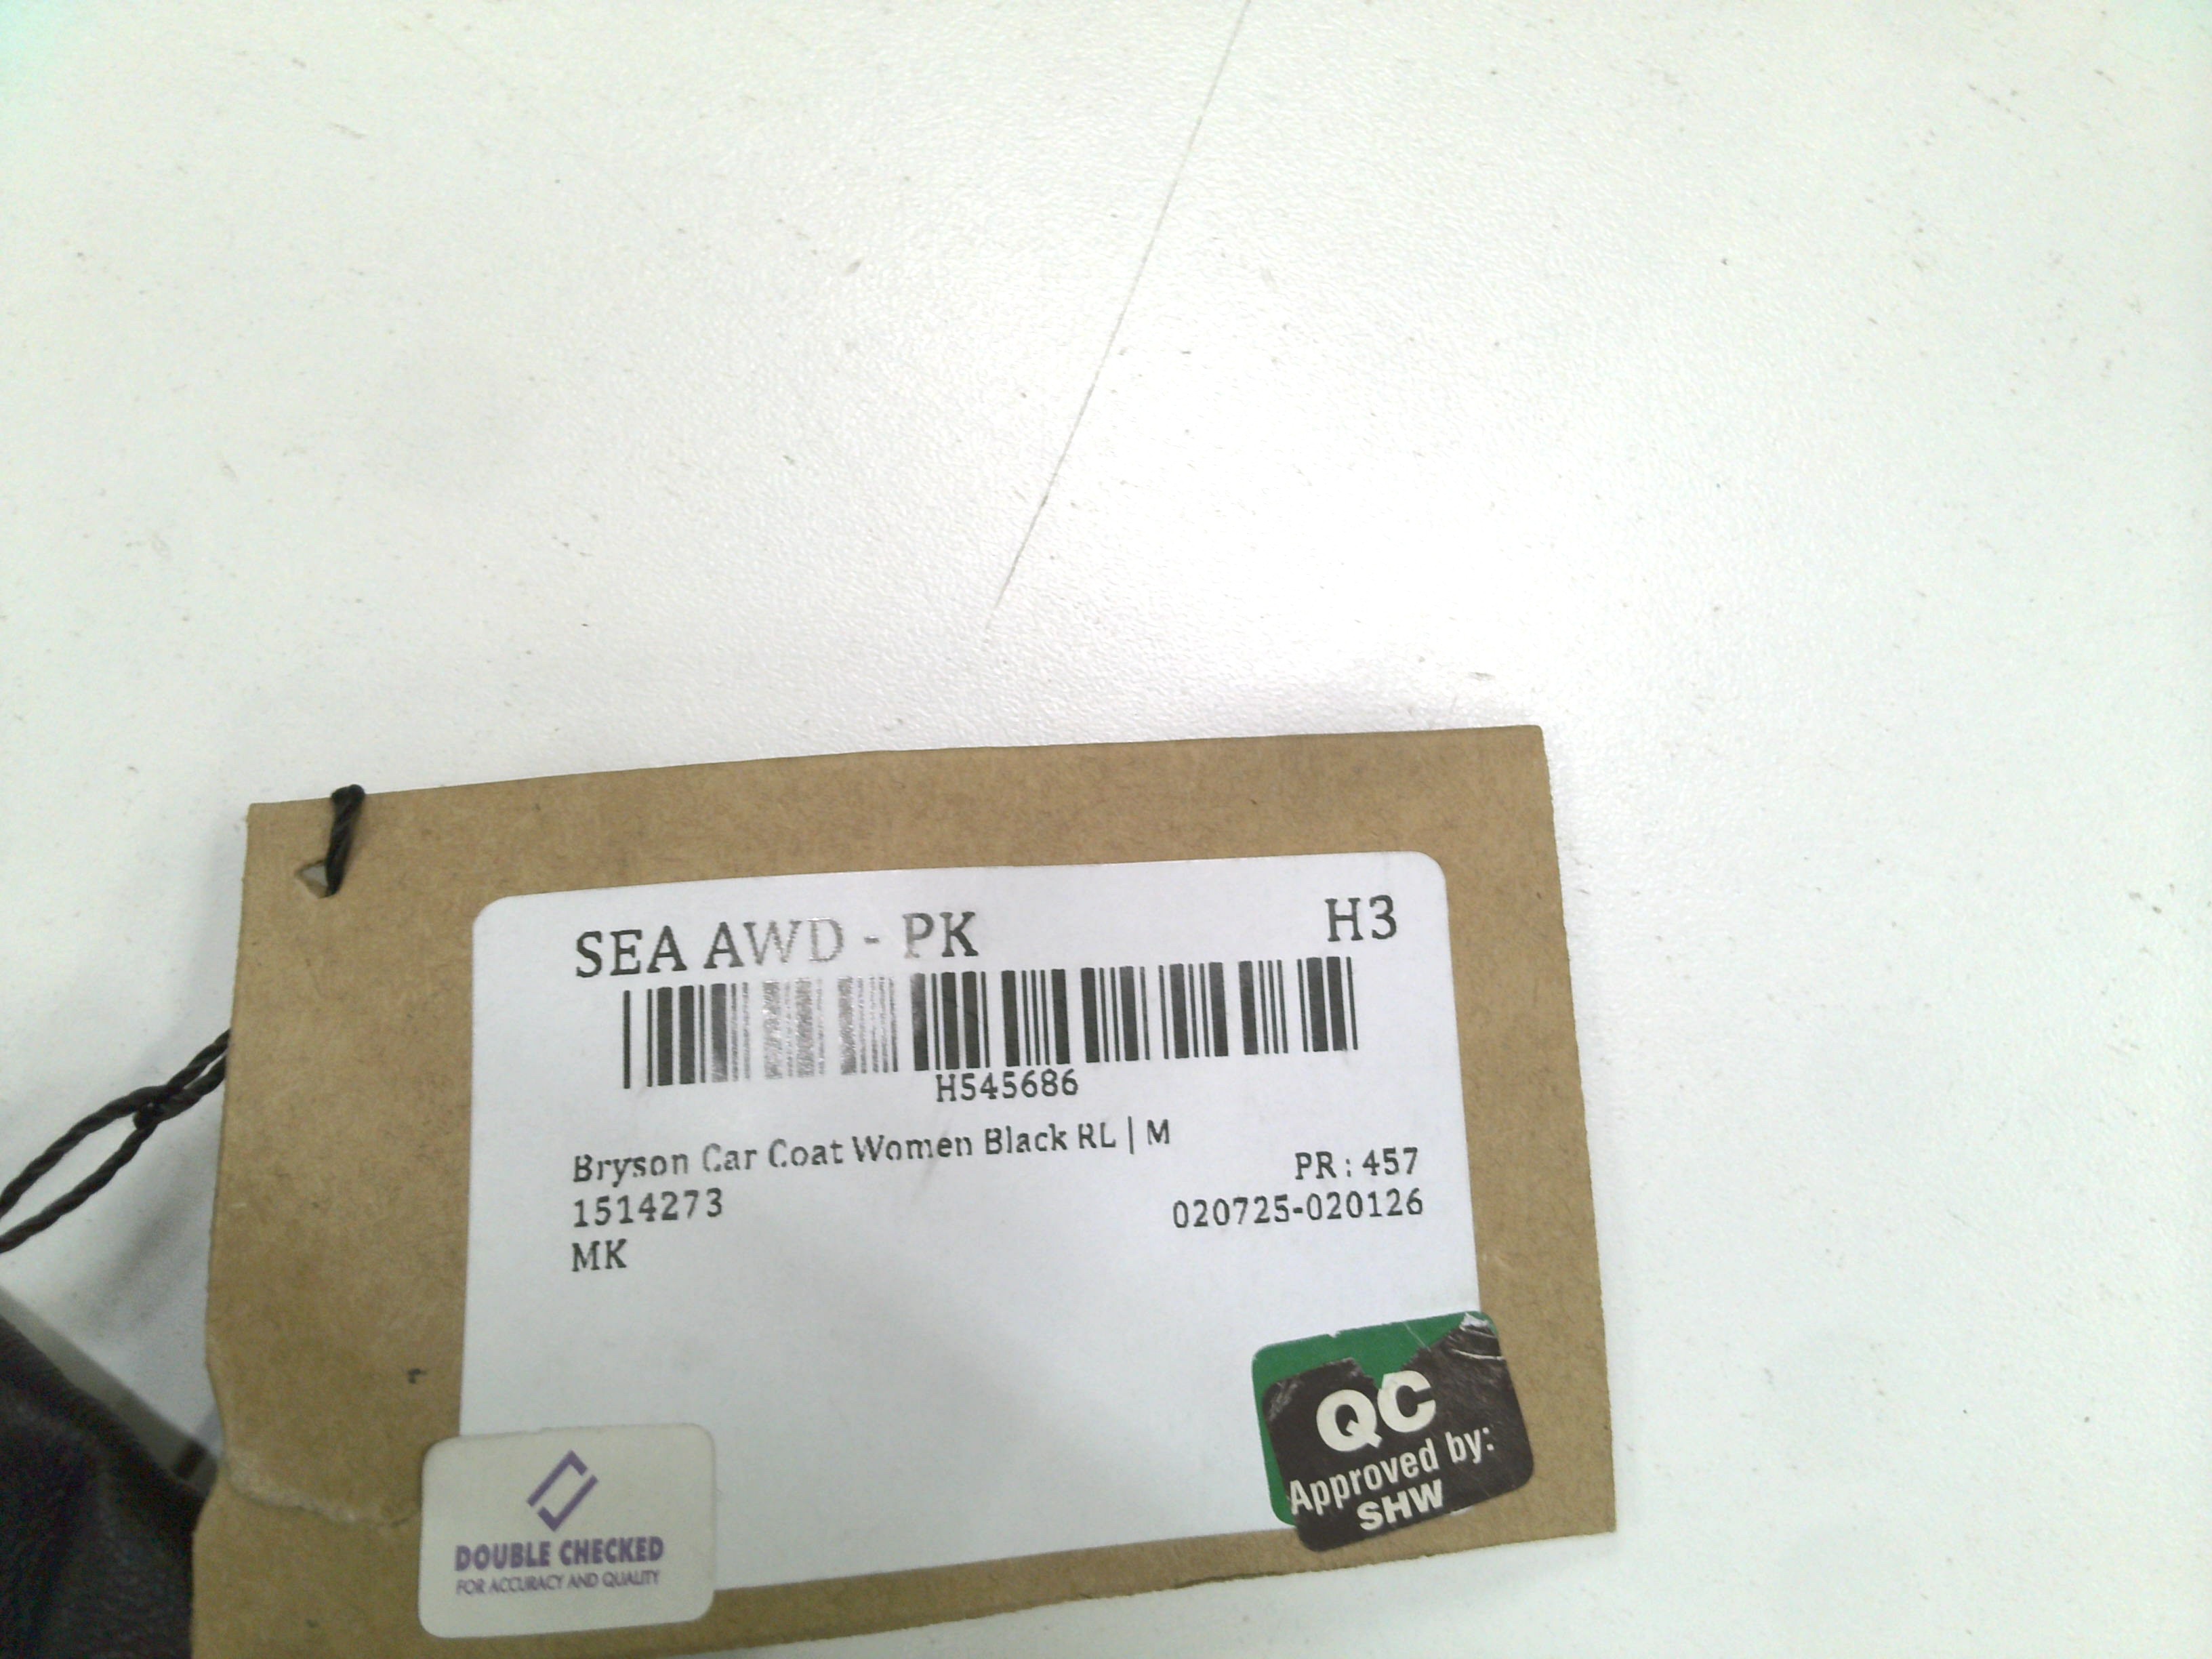 SEA AWD - PK
H3
H545686
Bryson Car Coat Women Black RL | M
PR : 457
1514273
020725-020126
MK
QC
Approved by:
SHW
DOUBLE CHECKED
FOR ACCURACY AND QUALITY